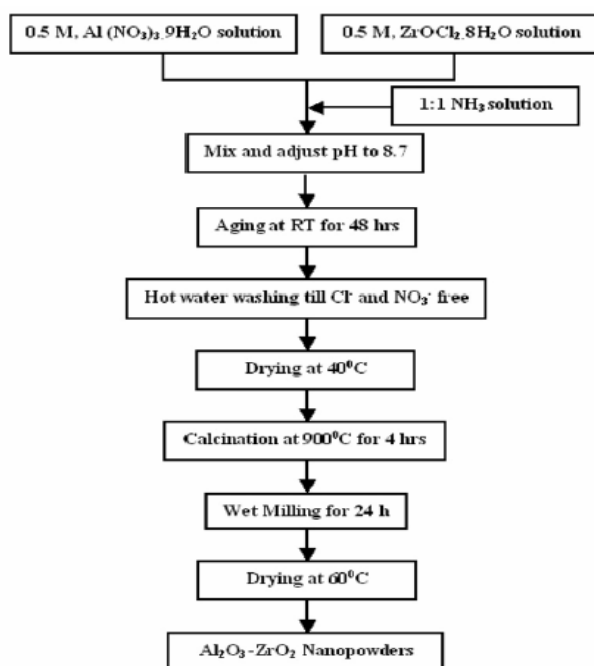 0.5 M, Al (NO₃)₃.9H₂O solution
0.5 M, ZrOCl₂.8H₂O solution
1:1 NH₃ solution
Mix and adjust pH to 8.7
Aging at RT for 48 hrs
Hot water washing till Cl⁻ and NO₃⁻ free
Drying at 40⁰C
Calcination at 900⁰C for 4 hrs
Wet Milling for 24 h
Drying at 60⁰C
Al₂O₃-ZrO₂ Nanopowders